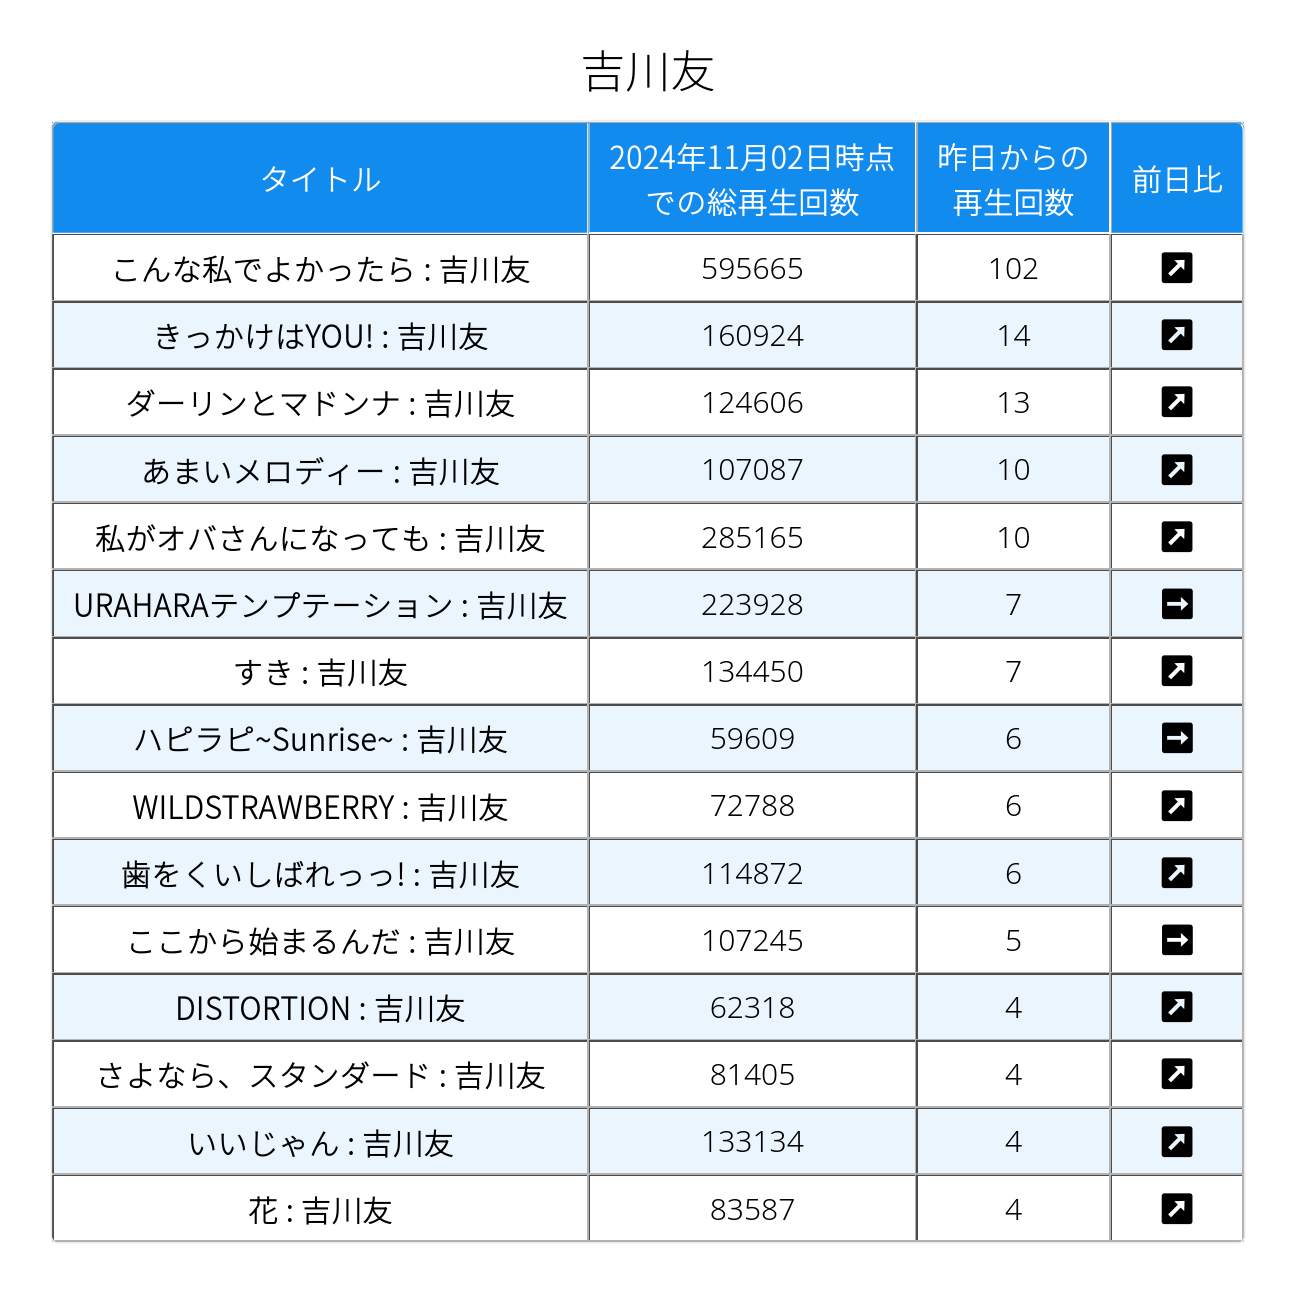 吉川友
タイトル 2024年11月02日時点での総再生回数 昨日からの再生回数 前日比
こんな私でよかったら : 吉川友 595665 102 ↗
きっかけはYOU! : 吉川友 160924 14 ↗
ダーリンとマドンナ : 吉川友 124606 13 ↗
あまいメロディー : 吉川友 107087 10 ↗
私がオバさんになっても : 吉川友 285165 10 ↗
URAHARAテンプテーション : 吉川友 223928 7 →
すき : 吉川友 134450 7 ↗
ハピラピ~Sunrise~ : 吉川友 59609 6 →
WILDSTRAWBERRY : 吉川友 72788 6 ↗
歯をくいしばれっっ! : 吉川友 114872 6 ↗
ここから始まるんだ : 吉川友 107245 5 →
DISTORTION : 吉川友 62318 4 ↗
さよなら、スタンダード : 吉川友 81405 4 ↗
いいじゃん : 吉川友 133134 4 ↗
花 : 吉川友 83587 4 ↗